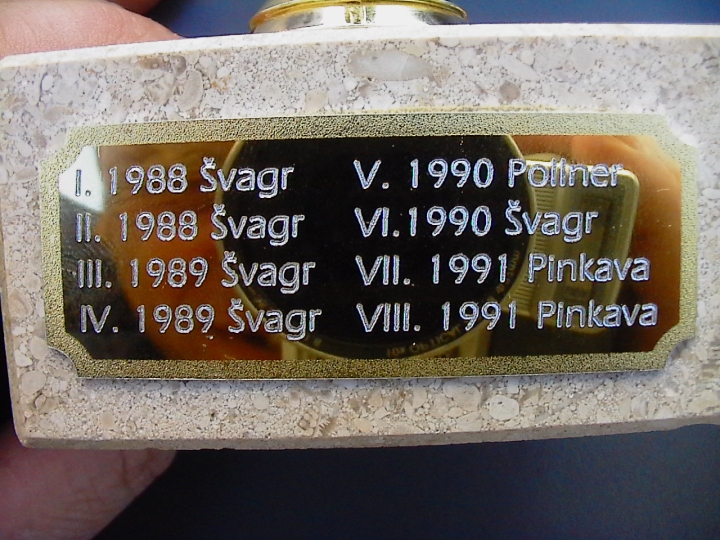 I. 1988 Švagr
II. 1988 Švagr
III. 1989 Švagr
IV. 1989 Švagr
V. 1990 Pollner
VI. 1990 Švagr
VII. 1991 Pinkava
VIII. 1991 Pinkava